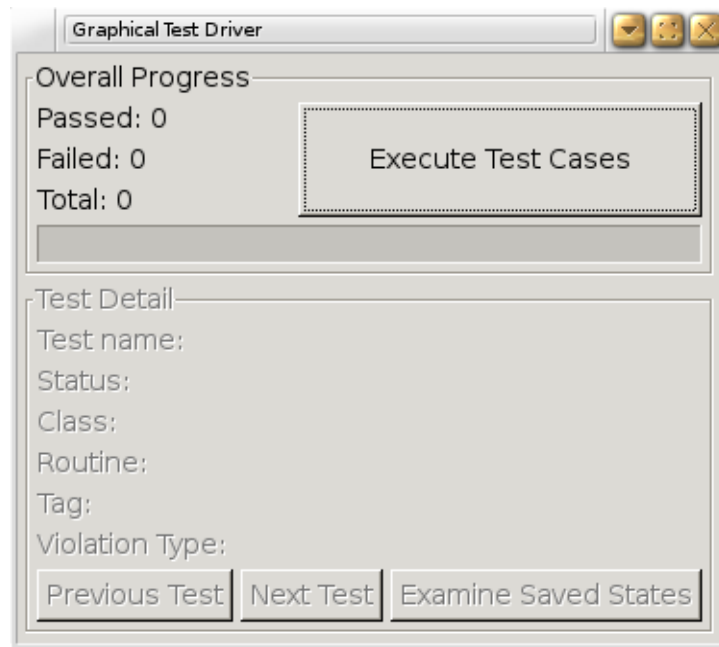 Graphical Test Driver
Overall Progress
Passed: 0
Failed: 0
Total: 0
Execute Test Cases
Test Detail
Test name:
Status:
Class:
Routine:
Tag:
Violation Type:
Previous Test Next Test Examine Saved States